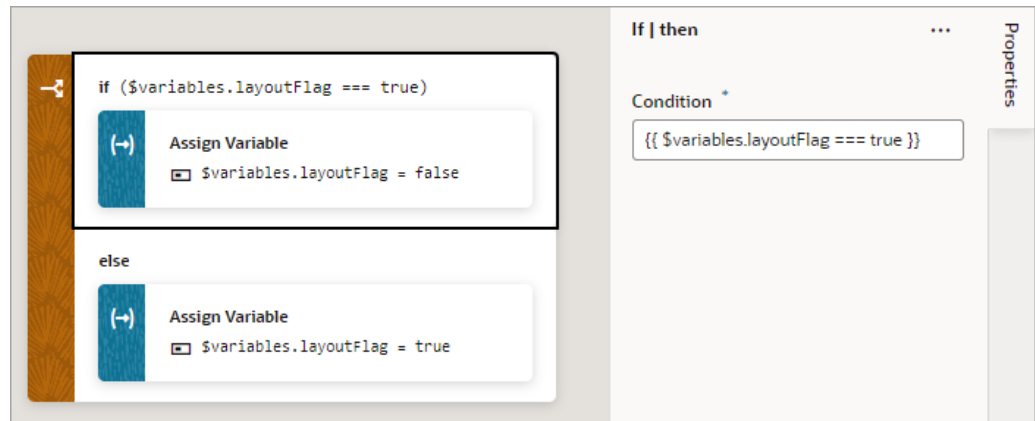 if ($variables.layoutFlag === true)
(→)
Assign Variable
$variables.layoutFlag = false
else
(→)
Assign Variable
$variables.layoutFlag = true
If | then
...
Condition *
{{ $variables.layoutFlag === true }}
Properties